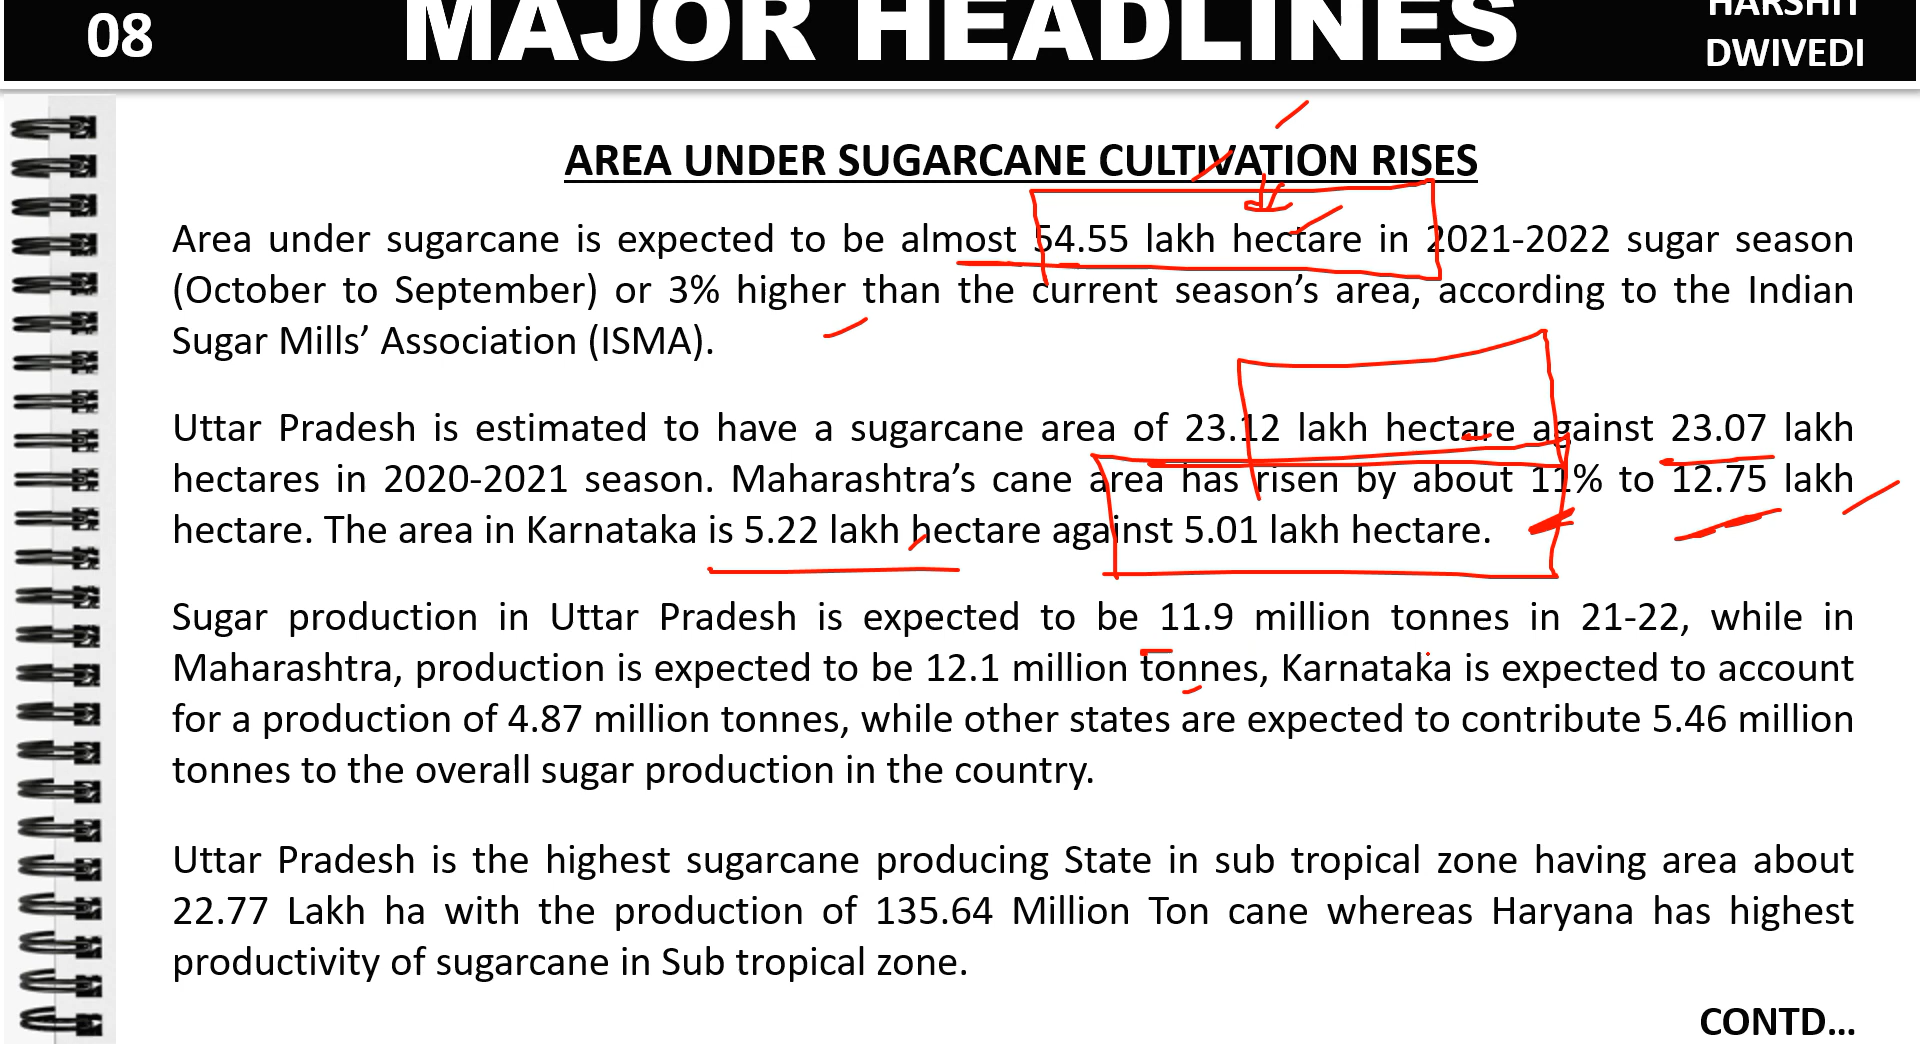 08
MAJOR HEADLINES
HARSHIT
DWIVEDI
AREA UNDER SUGARCANE CULTIVATION RISES
Area under sugarcane is expected to be almost 54.55 lakh hectare in 2021-2022 sugar season
(October to September) or 3% higher than the current season’s area, according to the Indian
Sugar Mills’ Association (ISMA).
Uttar Pradesh is estimated to have a sugarcane area of 23.12 lakh hectare against 23.07 lakh
hectares in 2020-2021 season. Maharashtra’s cane area has risen by about 11% to 12.75 lakh
hectare. The area in Karnataka is 5.22 lakh hectare against 5.01 lakh hectare.
Sugar production in Uttar Pradesh is expected to be 11.9 million tonnes in 21-22, while in
Maharashtra, production is expected to be 12.1 million tonnes, Karnataka is expected to account
for a production of 4.87 million tonnes, while other states are expected to contribute 5.46 million
tonnes to the overall sugar production in the country.
Uttar Pradesh is the highest sugarcane producing State in sub tropical zone having area about
22.77 Lakh ha with the production of 135.64 Million Ton cane whereas Haryana has highest
productivity of sugarcane in Sub tropical zone.
CONTD...